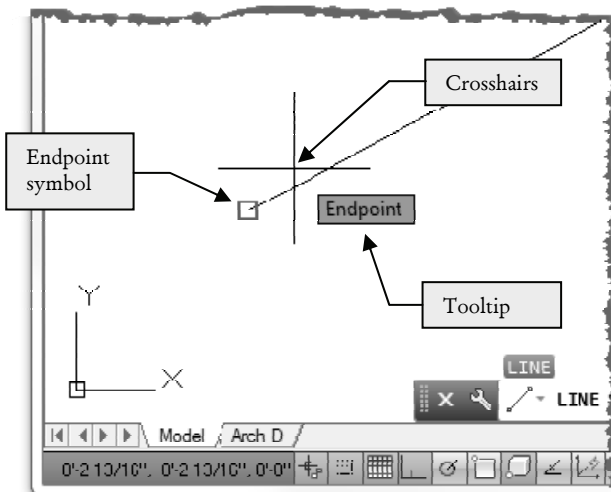 Crosshairs
Endpoint
symbol
Endpoint
Tooltip
Y
X
LINE
LINE
Model
Arch D
0'-2 13/16", 0'-2 13/16", 0'-0"